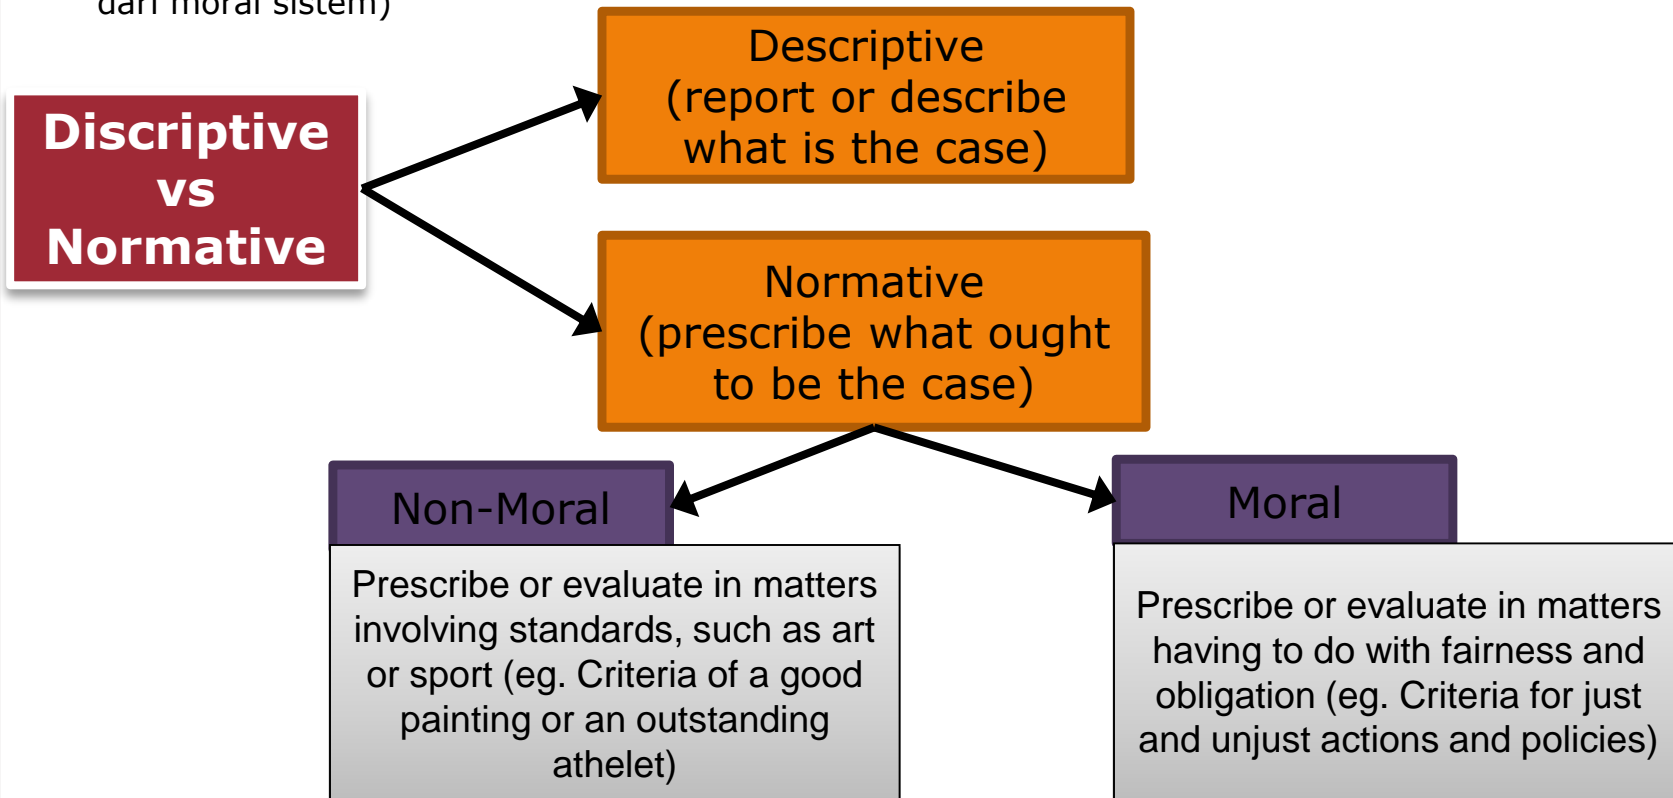 dari moral sistem)
Discriptive
vs
Normative
Descriptive
(report or describe
what is the case)
Normative
(prescribe what ought
to be the case)
Non-Moral
Prescribe or evaluate in matters
involving standards, such as art
or sport (eg. Criteria of a good
painting or an outstanding
athelet)
Moral
Prescribe or evaluate in matters
having to do with fairness and
obligation (eg. Criteria for just
and unjust actions and policies)